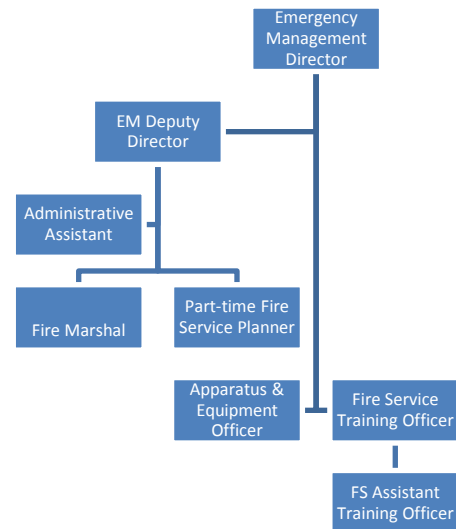 Emergency
Management
Director
EM Deputy
Director
Administrative
Assistant
Fire Marshal
Part-time Fire
Service Planner
Apparatus &
Equipment
Officer
Fire Service
Training Officer
FS Assistant
Training Officer